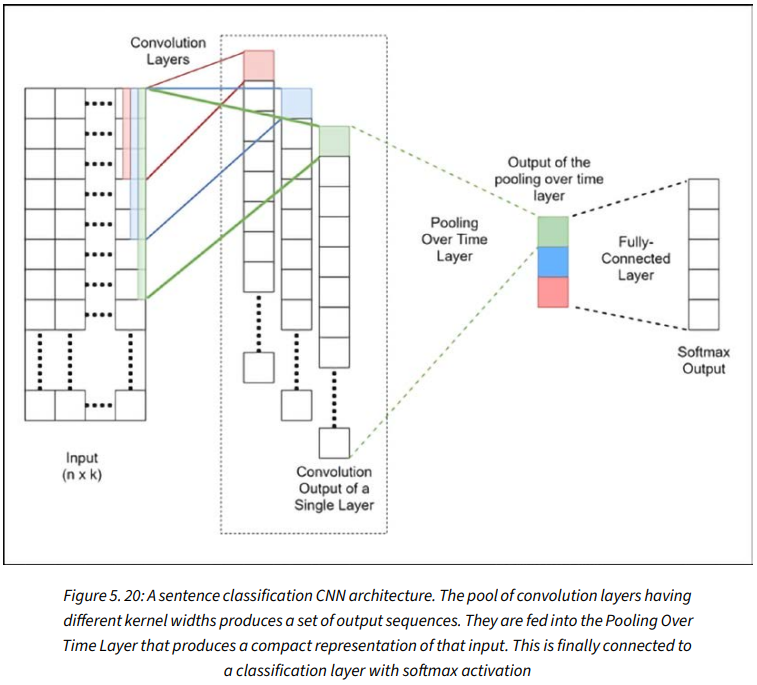 Convolution
Layers
Output of the
pooling over time
layer
Pooling
Over Time
Layer
Fully-
Connected
Layer
Softmax
Output
Input
(n x k)
Convolution
Output of a
Single Layer
Figure 5. 20: A sentence classification CNN architecture. The pool of convolution layers having
different kernel widths produces a set of output sequences. They are fed into the Pooling Over
Time Layer that produces a compact representation of that input. This is finally connected to
a classification layer with softmax activation